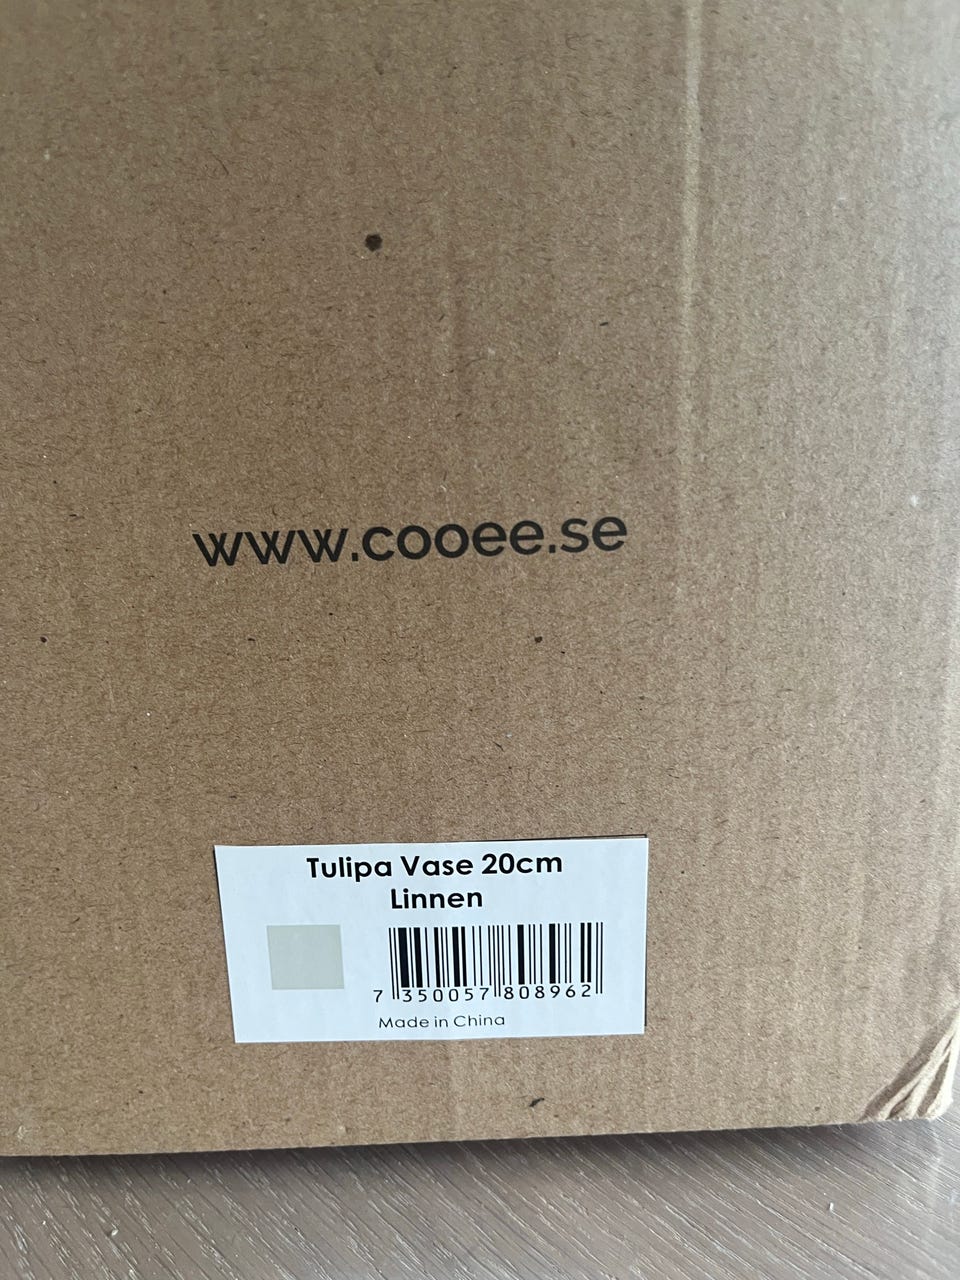 www.cooee.se
Tulipa Vase 20cm
Linnen
7 350057 808962
Made in China